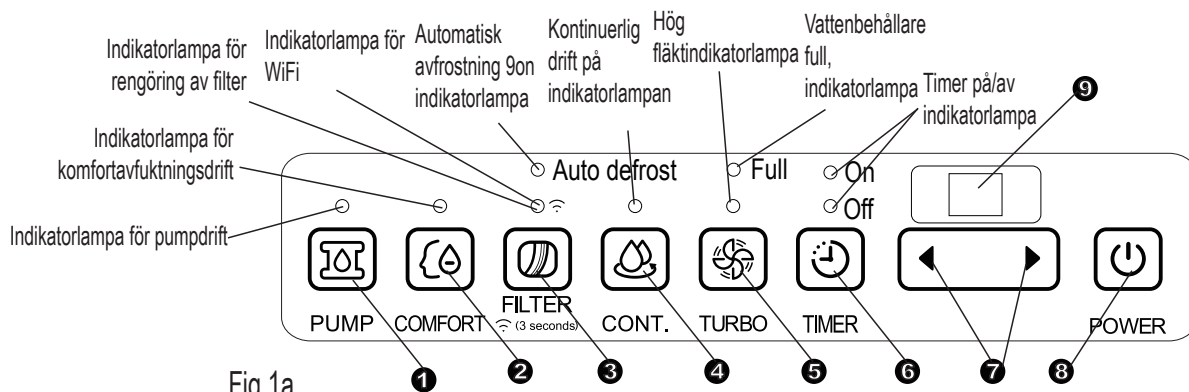 Indikatorlampa för
rengöring av filter
Indikatorlampa för
WiFi
Automatisk
avfrostning 9on
indikatorlampa
Kontinuerlig
drift på
indikatorlampan
Hög
fläktindikatorlampa
Vattenbehållare
full,
indikatorlampa
Timer på/av
indikatorlampa
9
Indikatorlampa för
komfortavfuktningsdrift
Indikatorlampa för pumpdrift
Auto defrost
Full
On
Off
PUMP
COMFORT
FILTER
(3 seconds)
CONT.
TURBO
TIMER
POWER
1
2
3
4
5
6
7
8
Fig.1a